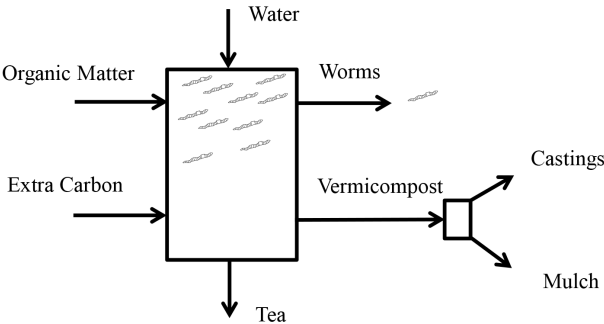 Water
Organic Matter
Worms
Extra Carbon
Vermicompost
Castings
Mulch
Tea